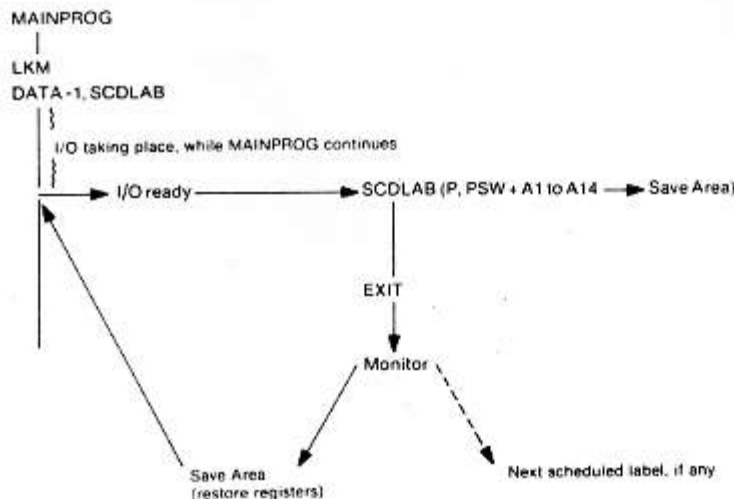 MAINPROG
LKM
DATA -1, SCDLAB
I/O taking place, while MAINPROG continues
I/O ready
SCDLAB (P, PSW + A1 to A14
Save Area)
EXIT
Monitor
Save Area
(restore registers)
Next scheduled label, if any